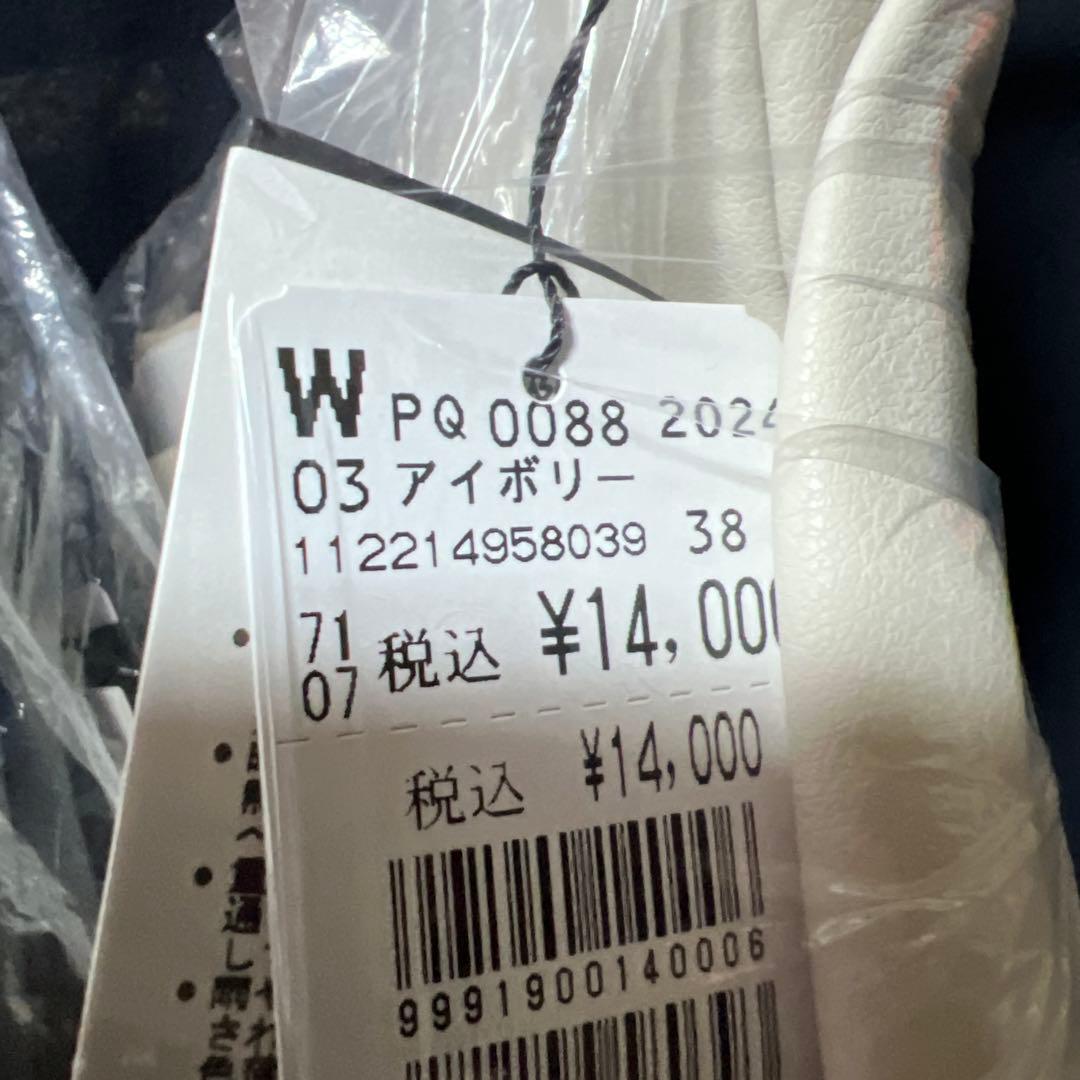 W PQ 0088 2024
03 アイボリー
112214958039 38
71
07 税込 ¥14,000
税込 ¥14,000
9991900140006